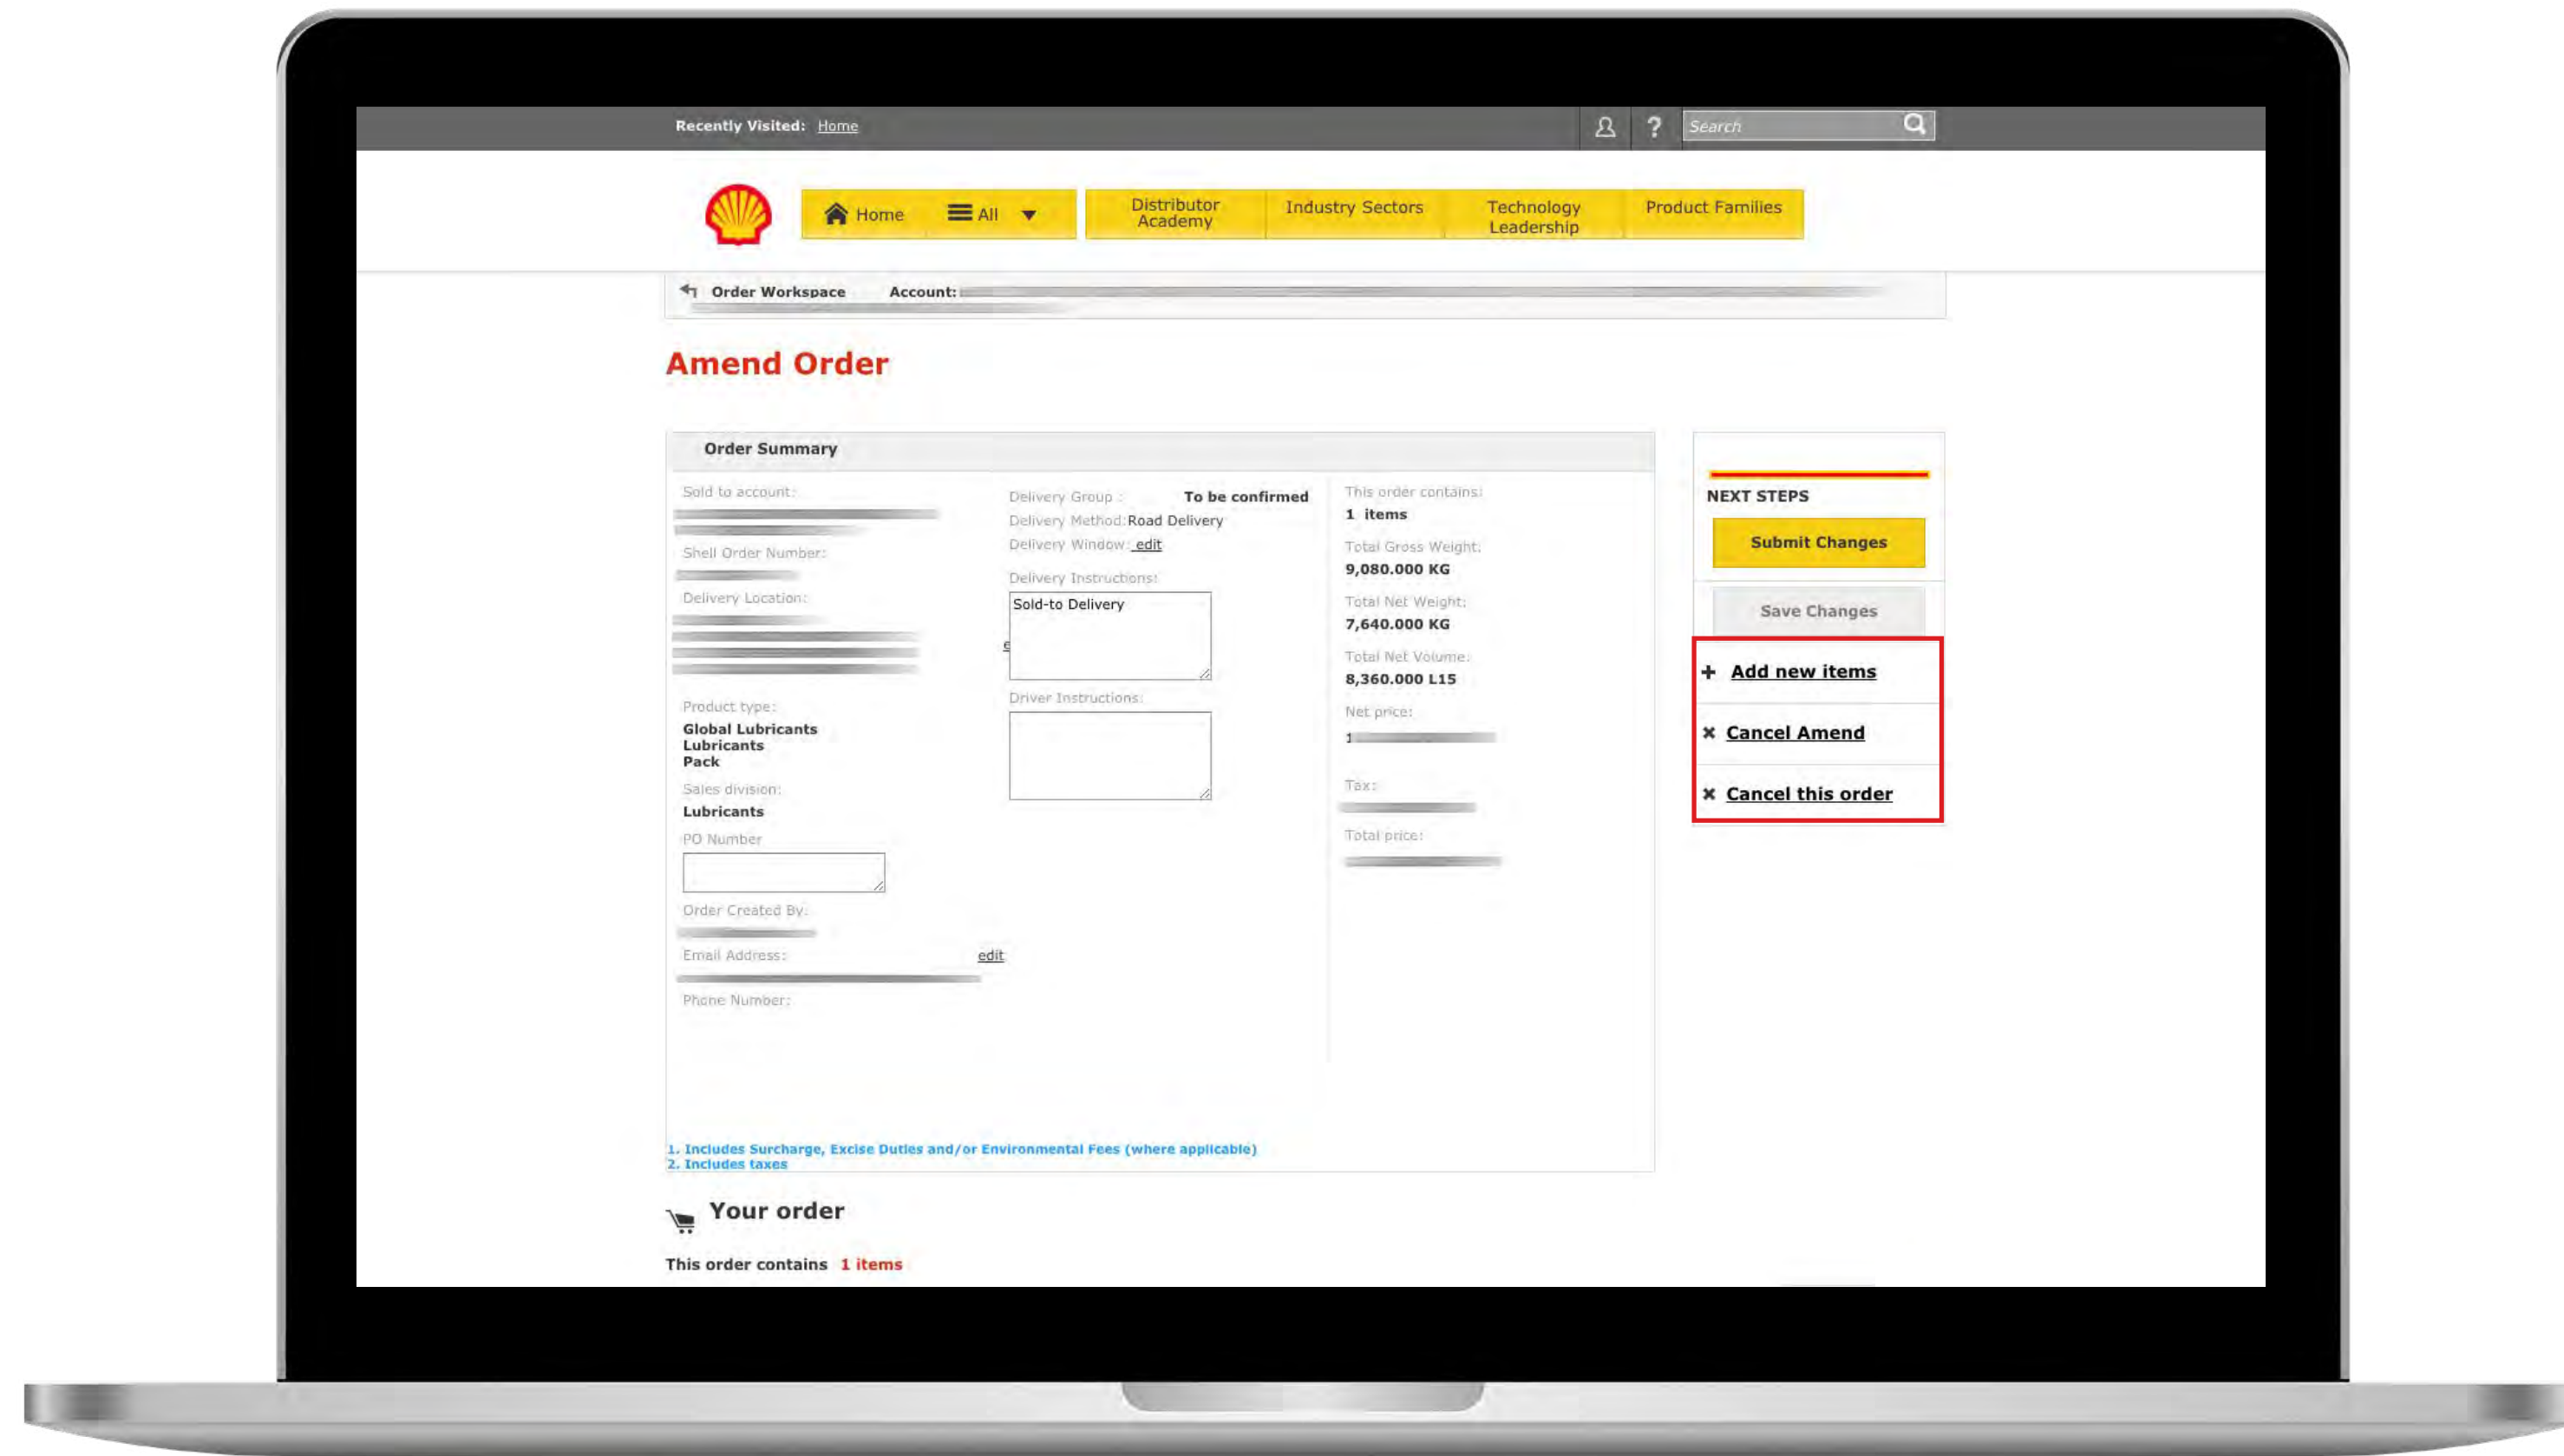 Recently Visited: Home
?
Search
Home
All
Distributor
Academy
Industry Sectors
Technology
Leadership
Product Families
Order Workspace Account:
Amend Order
Order Summary
Sold to account:
Shell Order Number:
Delivery Location:
Product type:
Global Lubricants
Lubricants
Pack
Sales division:
Lubricants
PO Number
Order Created By:
Email Address: edit
Phone Number:
Delivery Group : To be confirmed
Delivery Method: Road Delivery
Delivery Window: edit
Delivery Instructions:
Sold-to Delivery
Driver Instructions:
This order contains:
1 items
Total Gross Weight:
9,080.000 KG
Total Net Weight:
7,640.000 KG
Total Net Volume:
8,360.000 L15
Net price:
1
Tax:
Total price:
1. Includes Surcharge, Excise Duties and/or Environmental Fees (where applicable)
2. Includes taxes
NEXT STEPS
Submit Changes
Save Changes
+ Add new items
× Cancel Amend
× Cancel this order
Your order
This order contains 1 items